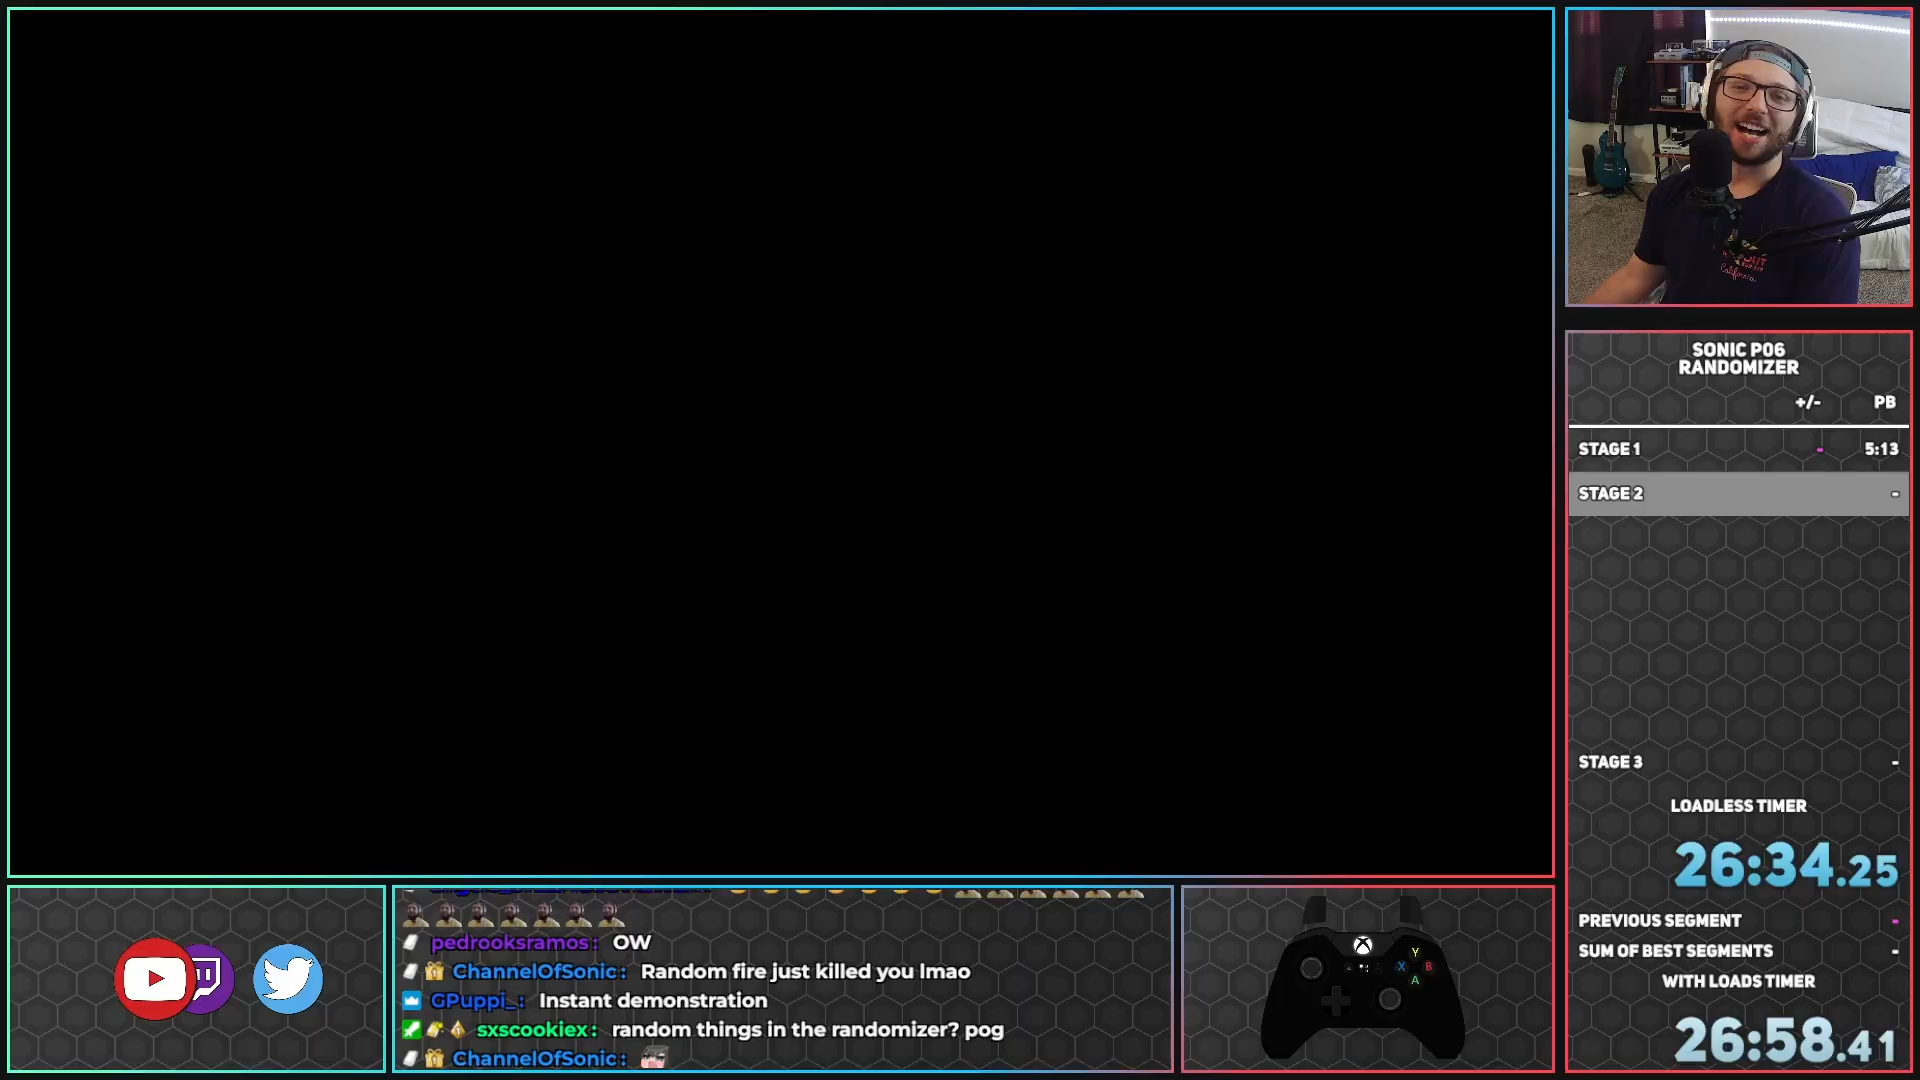 SONIC P06
RANDOMIZER
+/- PB
STAGE 1 - 5:13
STAGE 2 -
STAGE 3 -
LOADLESS TIMER
26:34.25
PREVIOUS SEGMENT -
SUM OF BEST SEGMENTS -
WITH LOADS TIMER
26:58.41
pedrooksramos: OW
ChannelOfSonic: Random fire just killed you lmao
GPuppi_: Instant demonstration
sxscookiex: random things in the randomizer? pog
ChannelOfSonic:
Y
X B
A
California